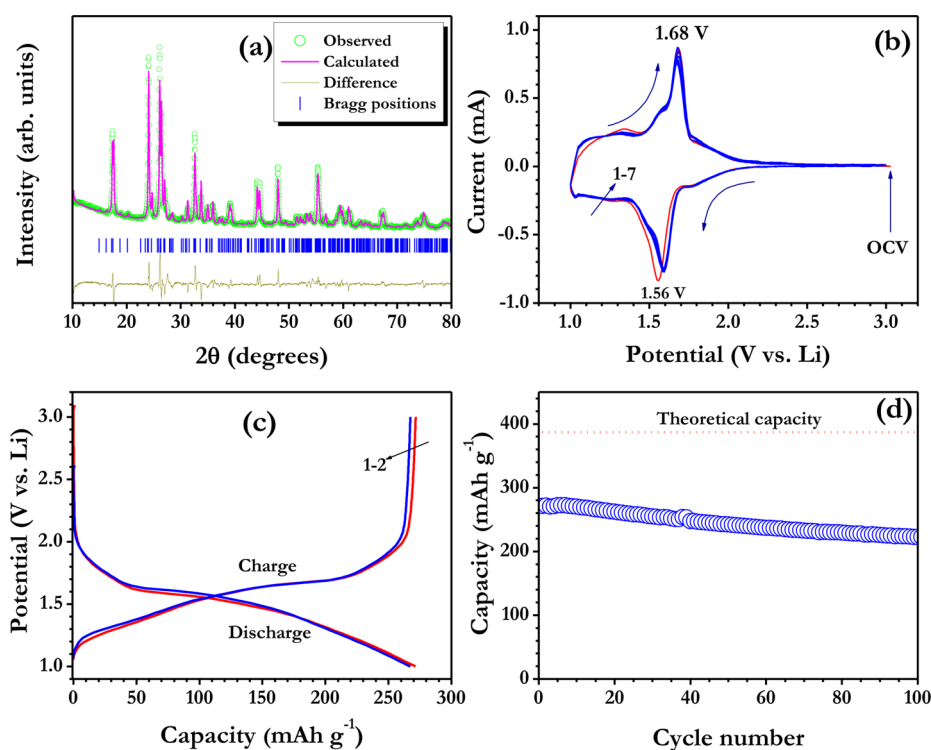 (a)
Observed
Calculated
Difference
Bragg positions
Intensity (arb. units)
10 20 30 40 50 60 70 80
2θ (degrees)
(b)
1.68 V
1.0
0.5
0.0
-0.5
-1.0
Current (mA)
1-7
OCV
1.56 V
1.0 1.5 2.0 2.5 3.0
Potential (V vs. Li)
(c)
3.0
2.5
2.0
1.5
1.0
Potential (V vs. Li)
1-2
Charge
Discharge
0 50 100 150 200 250 300
Capacity (mAh g⁻¹)
(d)
Theoretical capacity
400
300
200
100
0
Capacity (mAh g⁻¹)
0 20 40 60 80 100
Cycle number